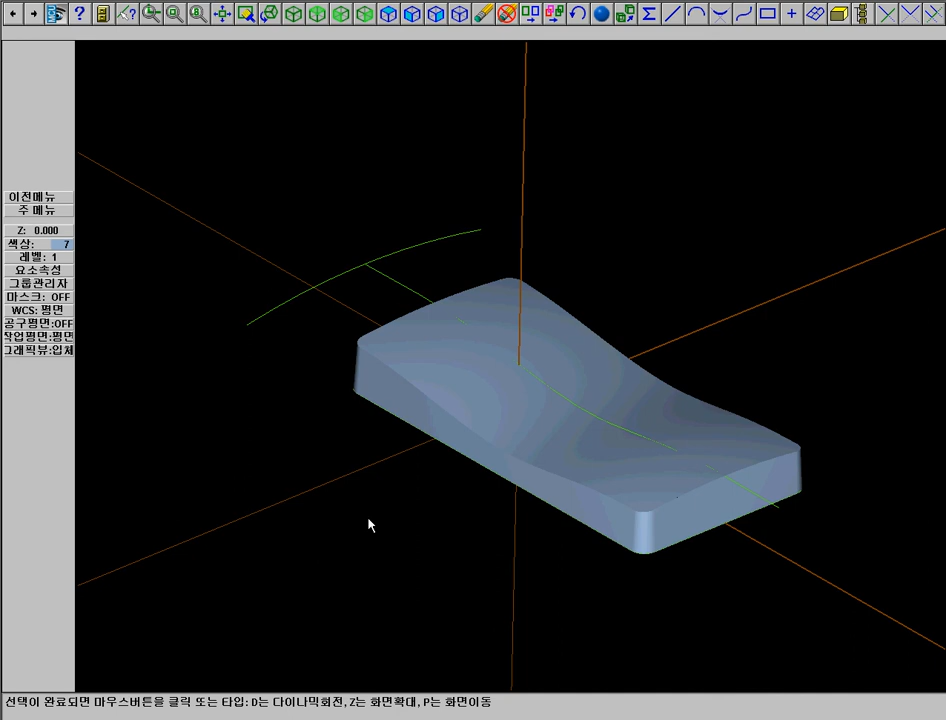 이전메뉴
주 메뉴
Z: 0.000
색상: 7
레벨: 1
요소속성
그룹관리자
마스크: OFF
WCS: 평면
공구평면:OFF
작업평면:평면
그래픽뷰:입체
선택이 완료되면 마우스버튼을 클릭 또는 타입: D는 다이나믹회전, Z는 화면확대, P는 화면이동